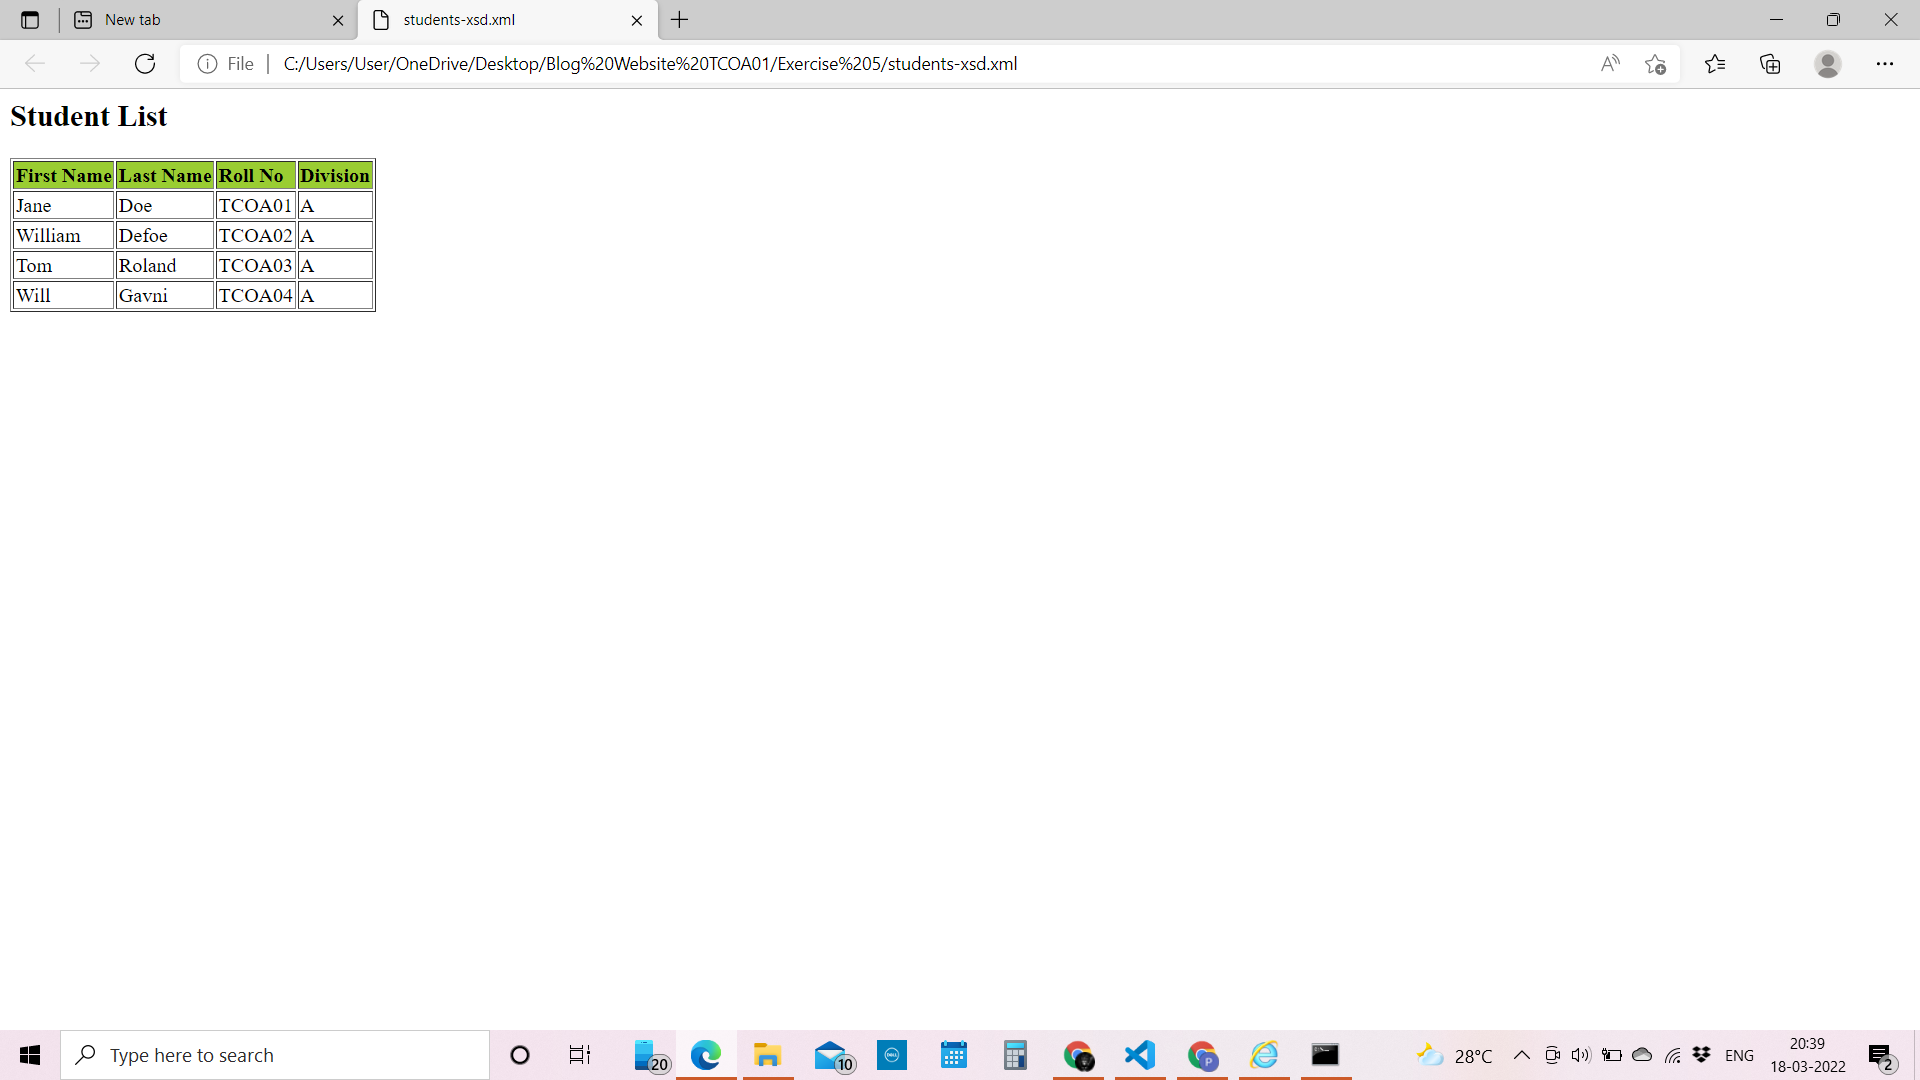 New tab
students-xsd.xml
File
C:/Users/User/OneDrive/Desktop/Blog%20Website%20TCOA01/Exercise%205/students-xsd.xml
Student List
First Name Last Name Roll No Division
Jane Doe TCOA01 A
William Defoe TCOA02 A
Tom Roland TCOA03 A
Will Gavni TCOA04 A
Type here to search
20
10
DELL
P
28°C
ENG
20:39
18-03-2022
2